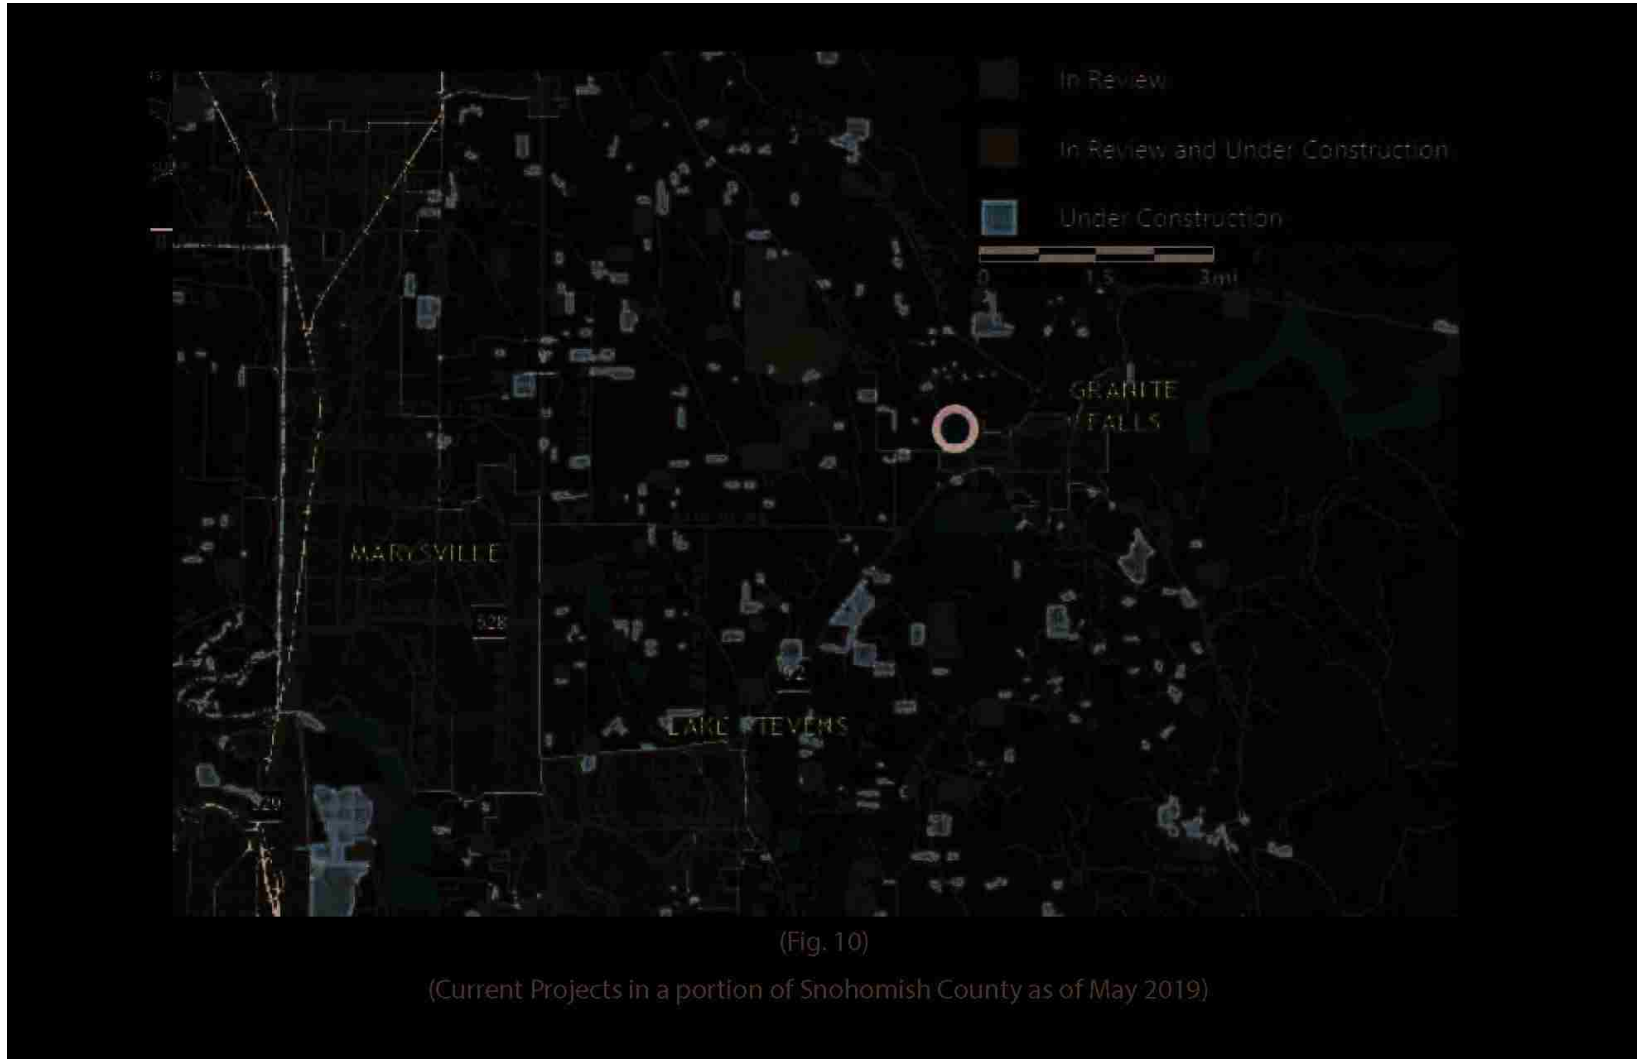 In Review
In Review and Under Construction
Under Construction
0 1.5 3mi
GRANITE
FALLS
MARYSVILLE
528
92
LAKE STEVENS
(Fig. 10)
(Current Projects in a portion of Snohomish County as of May 2019)